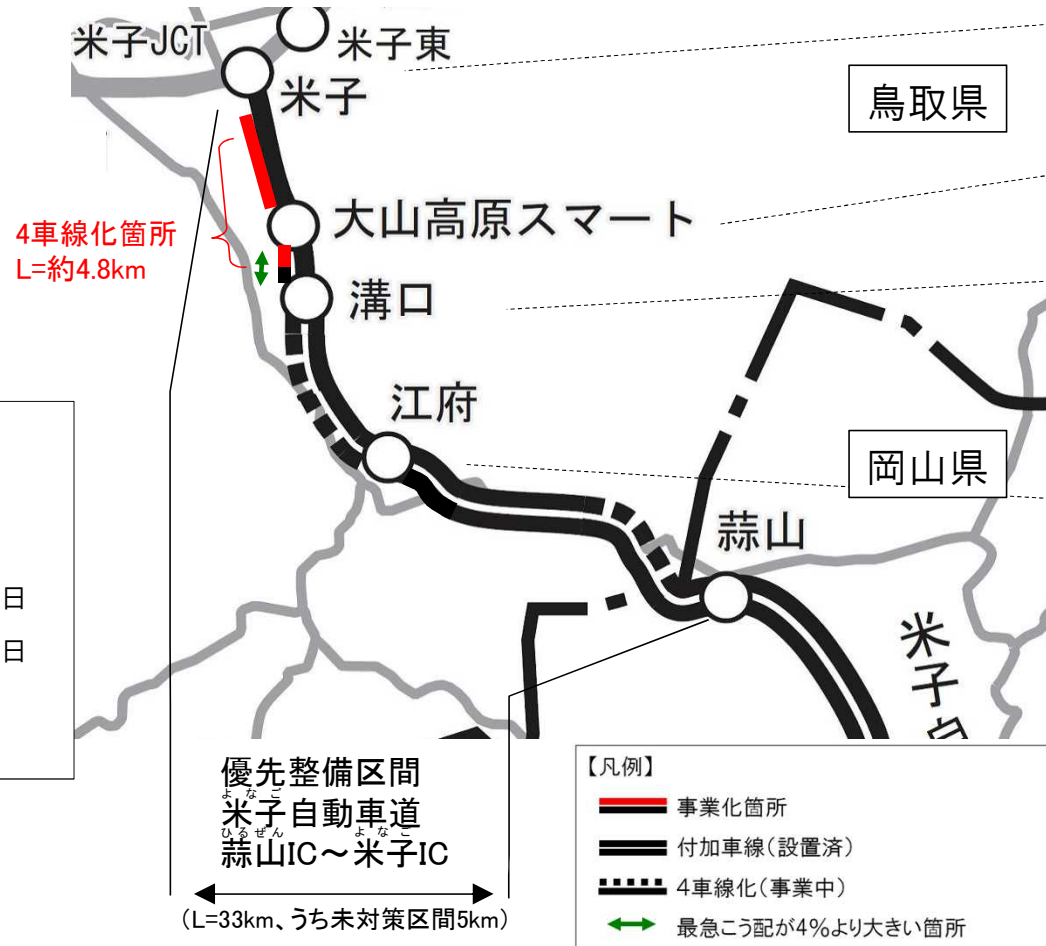 米子JCT
米子東
米子
鳥取県
大山高原スマート
4車線化箇所
L=約4.8km
溝口
江府
岡山県
蒜山
日
日
米子自
優先整備区間
よなご
米子自動車道
ひるぜん よなご
蒜山IC～米子IC
(L=33km、うち未対策区間5km)
【凡例】
事業化箇所
付加車線(設置済)
4車線化(事業中)
最急こう配が4%より大きい箇所